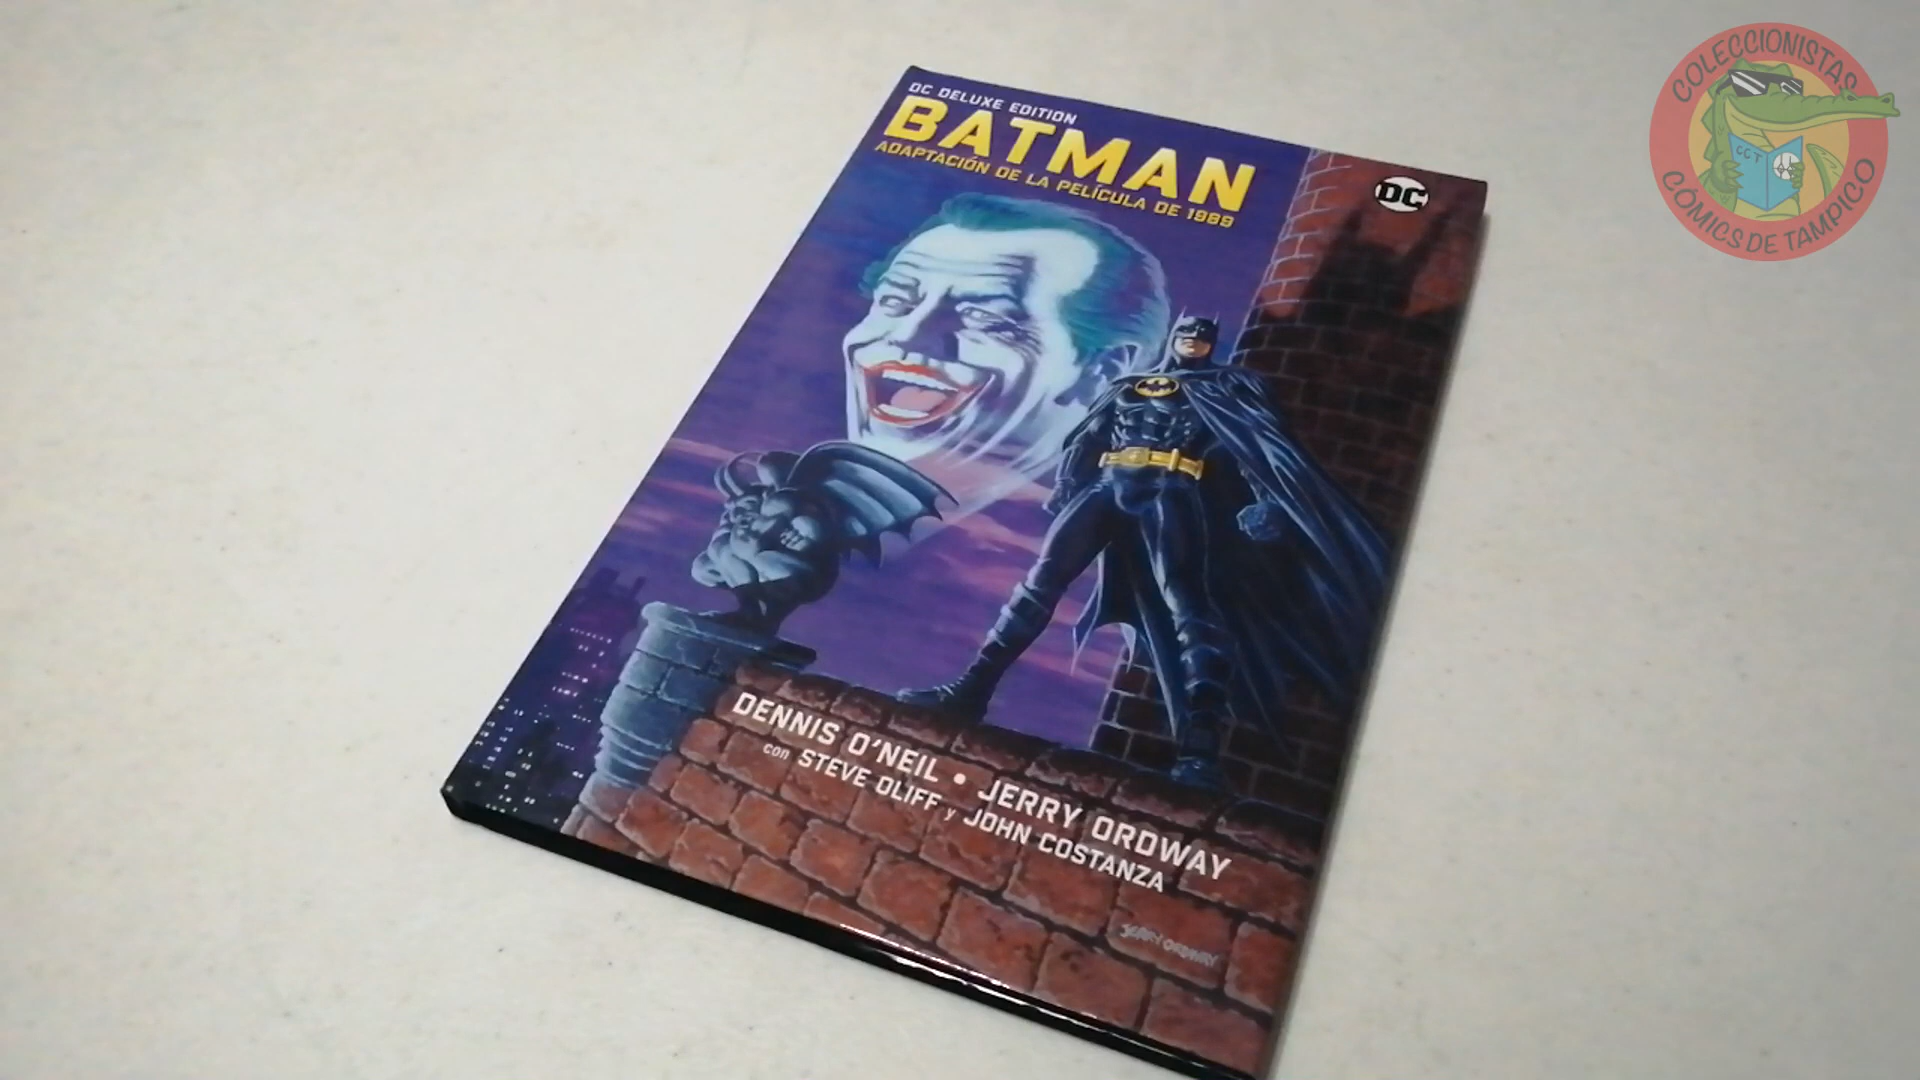 DC DELUXE EDITION
BATMAN
ADAPTACIÓN DE LA PELÍCULA DE 1989
DC
DENNIS O'NEIL • JERRY ORDWAY
con STEVE OLIFF y JOHN COSTANZA
JERRY ORDWAY
COLECCIONISTAS
CCT
CÓMICS DE TAMPICO